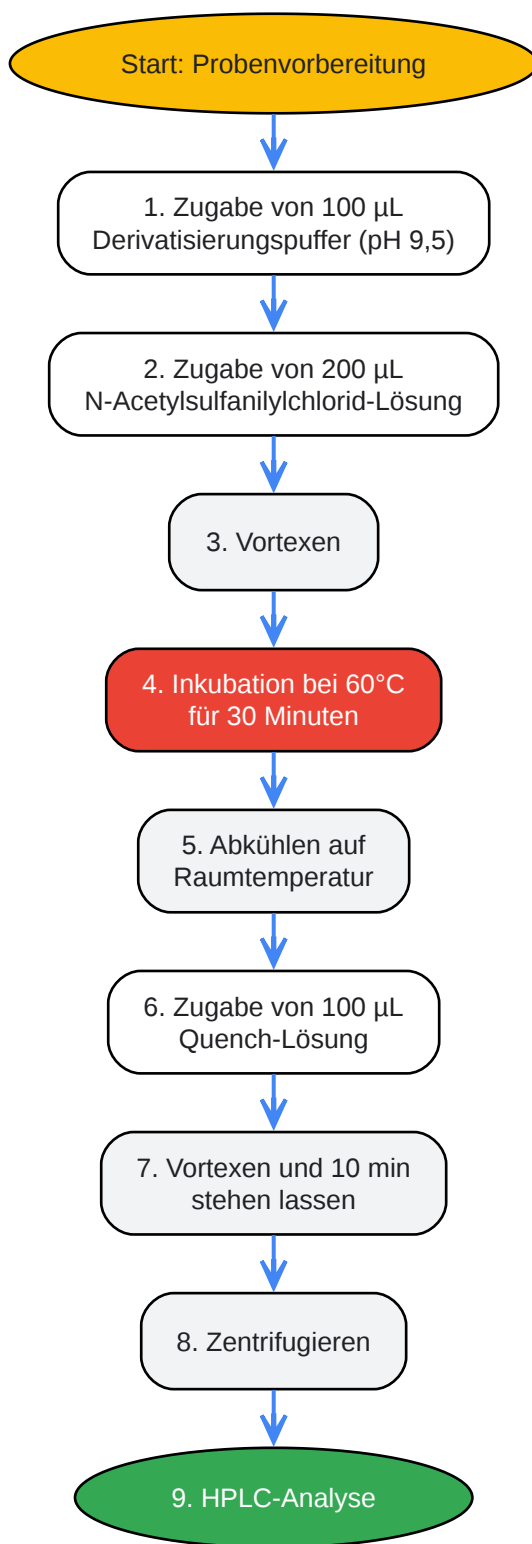 Start: Probenvorbereitung
1. Zugabe von 100 µL
Derivatisierungspuffer (pH 9,5)
2. Zugabe von 200 µL
N-Acetylsulfanilylchlorid-Lösung
3. Vortexen
4. Inkubation bei 60°C
für 30 Minuten
5. Abkühlen auf
Raumtemperatur
6. Zugabe von 100 µL
Quench-Lösung
7. Vortexen und 10 min
stehen lassen
8. Zentrifugieren
9. HPLC-Analyse